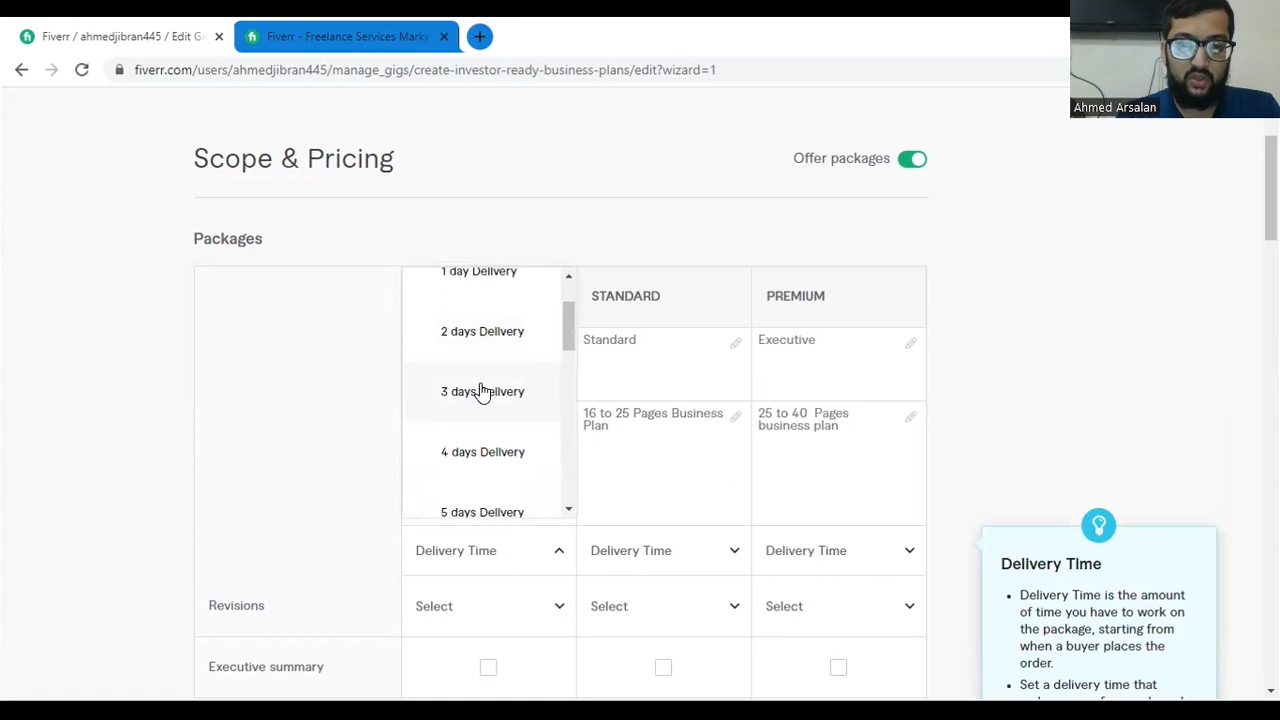 Fiverr / ahmedjibran445 / Edit G
Fiverr - Freelance Services Mark
fiverr.com/users/ahmedjibran445/manage_gigs/create-investor-ready-business-plans/edit?wizard=1
Ahmed Arsalan
Scope & Pricing
Offer packages
Packages
1 day Delivery
2 days Delivery
3 days Delivery
4 days Delivery
5 days Delivery
STANDARD
PREMIUM
Standard
Executive
16 to 25 Pages Business
Plan
25 to 40 Pages
business plan
Delivery Time
Delivery Time
Delivery Time
Revisions
Select
Select
Select
Executive summary
Delivery Time
Delivery Time is the amount
of time you have to work on
the package, starting from
when a buyer places the
order.
Set a delivery time that